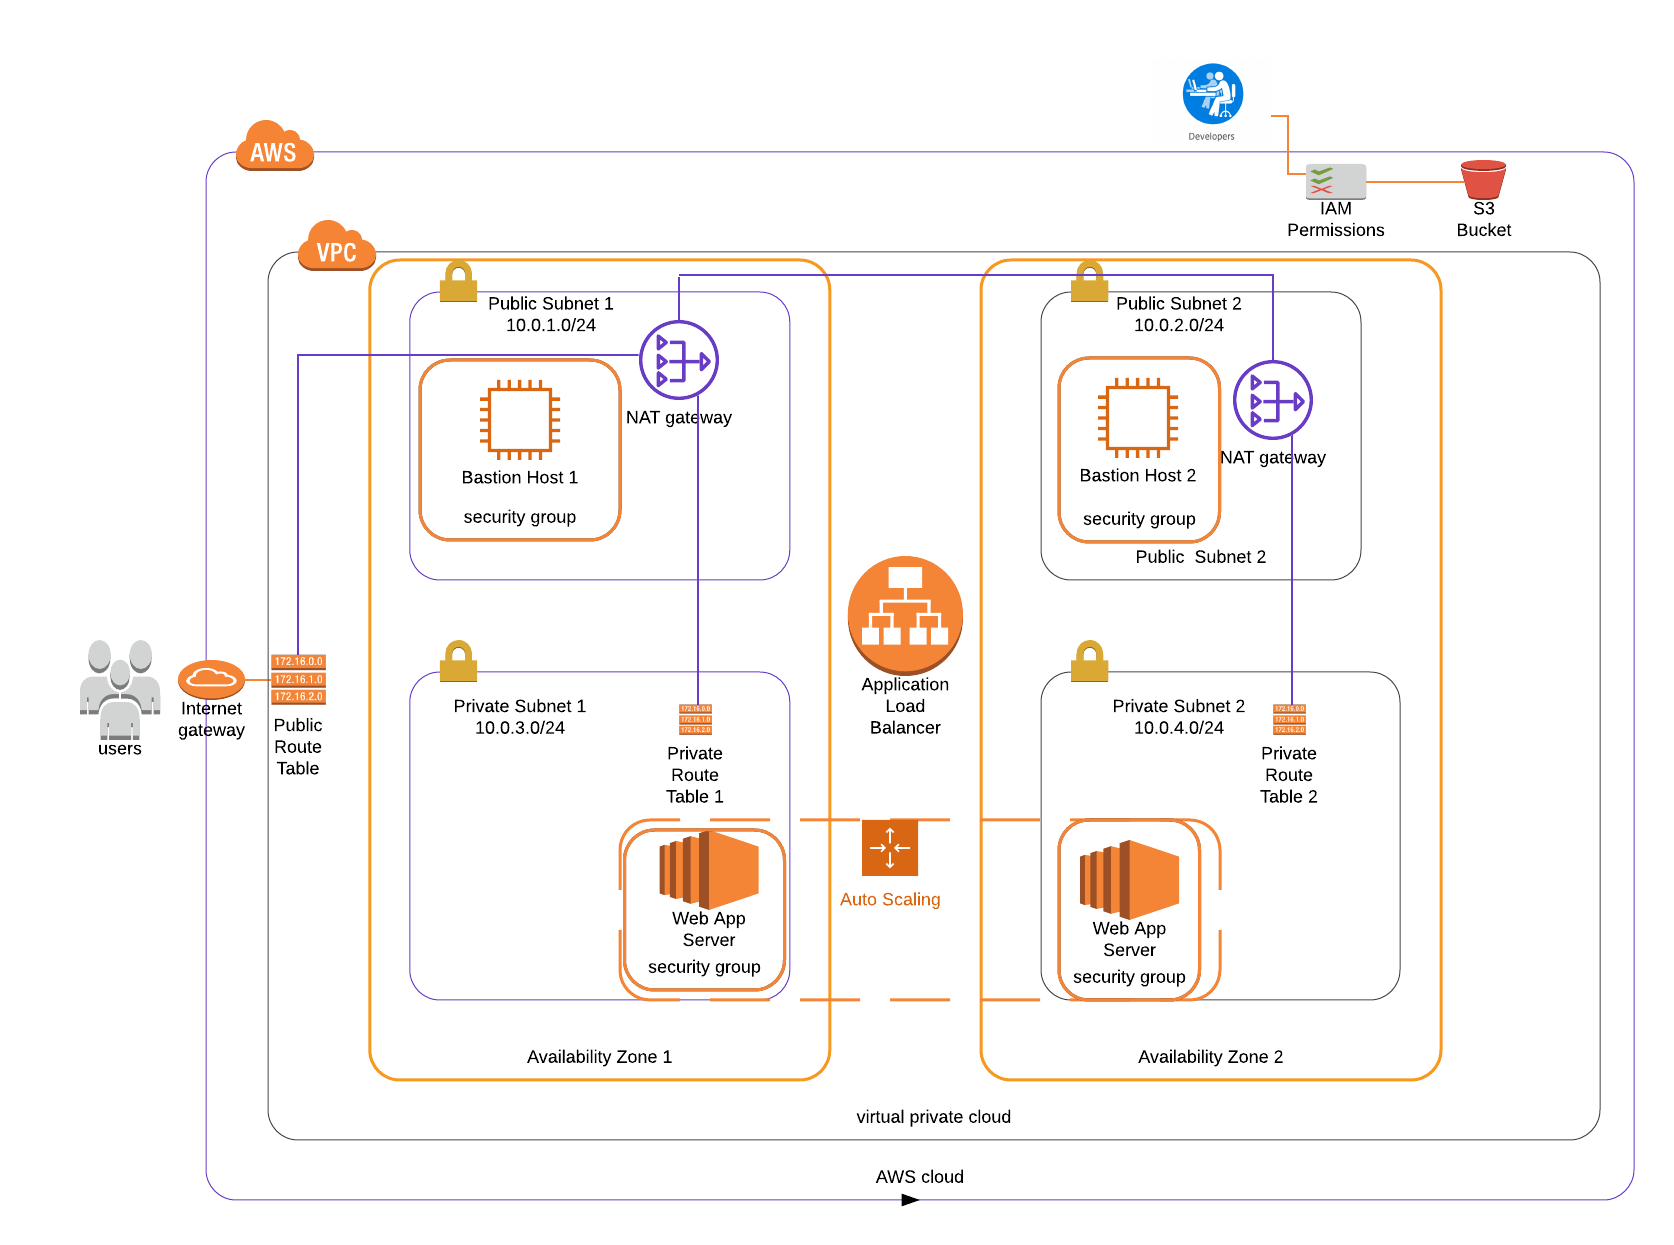 Developers
AWS
IAM
Permissions
S3
Bucket
VPC
Public Subnet 1
10.0.1.0/24
Public Subnet 2
10.0.2.0/24
NAT gateway
Bastion Host 1
security group
NAT gateway
Bastion Host 2
security group
Public  Subnet 2
users
Internet
gateway
172.16.0.0
172.16.1.0
172.16.2.0
Public
Route
Table
Private Subnet 1
10.0.3.0/24
172.16.0.0
172.16.1.0
172.16.2.0
Private
Route
Table 1
Application
Load
Balancer
Private Subnet 2
10.0.4.0/24
172.16.0.0
172.16.1.0
172.16.2.0
Private
Route
Table 2
Web App
Server
security group
Auto Scaling
Web App
Server
security group
Availability Zone 1
Availability Zone 2
virtual private cloud
AWS cloud